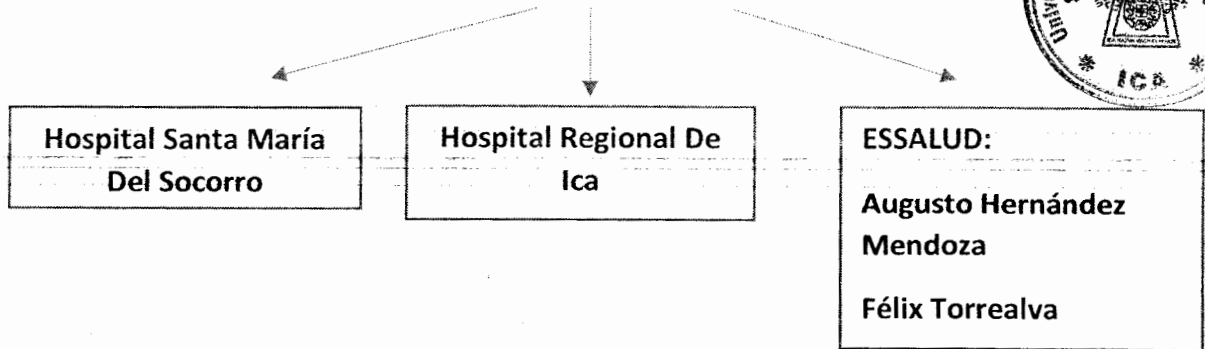 Hospital Santa María
Del Socorro
Hospital Regional De
Ica
ESSALUD:
Augusto Hernández
Mendoza
Félix Torrealva
* ICA *